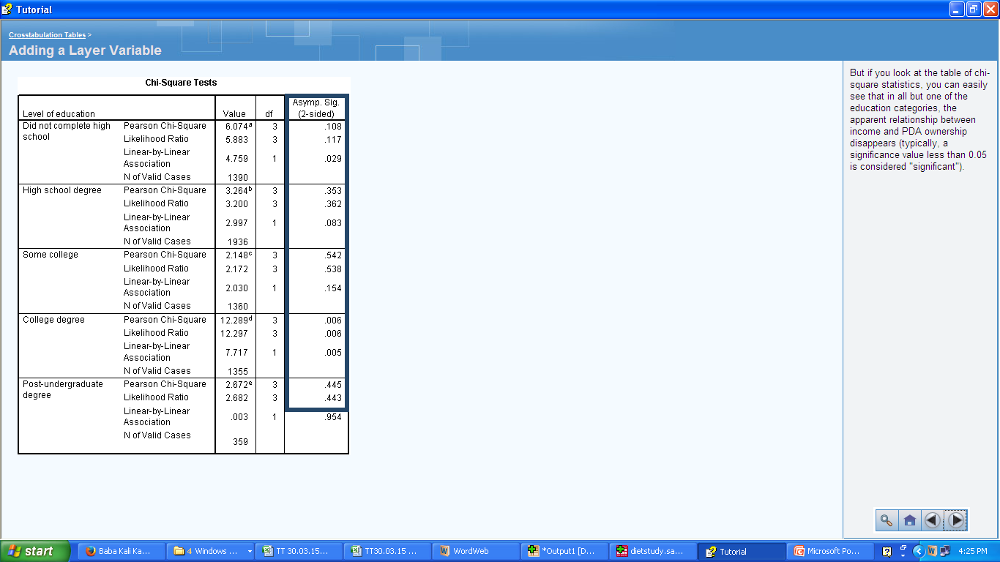 Tutorial
Crosstabulation Tables >
Adding a Layer Variable
Chi-Square Tests
Level of education Value df Asymp. Sig. (2-sided)
Did not complete high school Pearson Chi-Square 6.074a 3 .108
Likelihood Ratio 5.883 3 .117
Linear-by-Linear Association 4.759 1 .029
N of Valid Cases 1390
High school degree Pearson Chi-Square 3.264b 3 .353
Likelihood Ratio 3.200 3 .362
Linear-by-Linear Association 2.997 1 .083
N of Valid Cases 1936
Some college Pearson Chi-Square 2.148c 3 .542
Likelihood Ratio 2.172 3 .538
Linear-by-Linear Association 2.030 1 .154
N of Valid Cases 1360
College degree Pearson Chi-Square 12.289d 3 .006
Likelihood Ratio 12.297 3 .006
Linear-by-Linear Association 7.717 1 .005
N of Valid Cases 1355
Post-undergraduate degree Pearson Chi-Square 2.672e 3 .445
Likelihood Ratio 2.682 3 .443
Linear-by-Linear Association .003 1 .954
N of Valid Cases 359
But if you look at the table of chi-
square statistics, you can easily
see that in all but one of the
education categories, the
apparent relationship between
income and PDA ownership
disappears (typically, a
significance value less than 0.05
is considered "significant").
start
Baba Kali Ka...
4 Windows ...
TT 30.03.15...
TT30.03.15 ...
WordWeb
*Output1 [D...
dietstudy.sa...
Tutorial
Microsoft Po...
4:25 PM